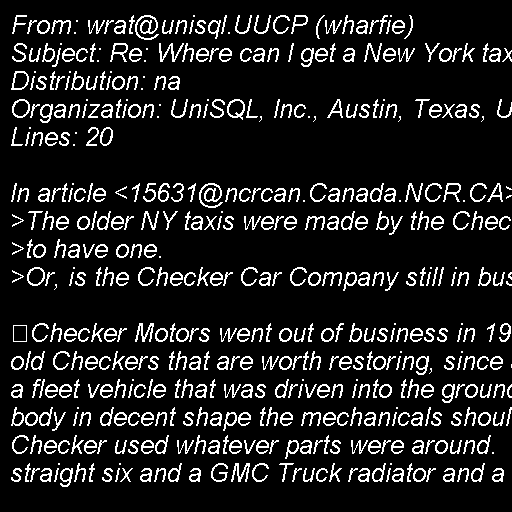 From: wrat@unisql.UUCP (wharfie)
Subject: Re: Where can I get a New York tax
Distribution: na
Organization: UniSQL, Inc., Austin, Texas, U
Lines: 20

In article <15631@ncrcan.Canada.NCR.CA>
>The older NY taxis were made by the Chec
>to have one.
>Or, is the Checker Car Company still in bus

Checker Motors went out of business in 19
old Checkers that are worth restoring, since
a fleet vehicle that was driven into the ground
body in decent shape the mechanicals shoul
Checker used whatever parts were around.
straight six and a GMC Truck radiator and a